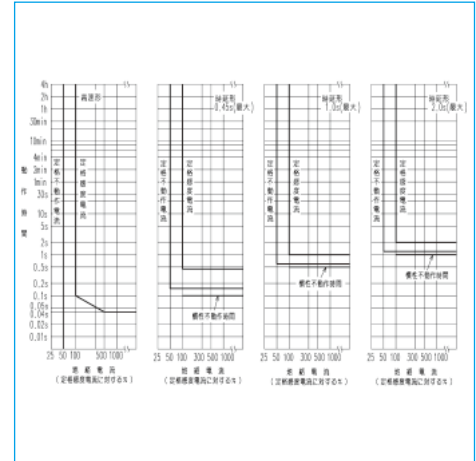 4h
2h
1h
30min
10min
4min
2min
1min
30s
10s
5s
2s
1s
0.5s
0.2s
0.1s
0.05s
0.04s
0.02s
0.01s
動作時間
高速形
定格不動作電流
定格感度電流
25 50 100 500 1000
地絡電流
(定格感度電流に対する%)
時延形
0.45s(最大)
定格不動作電流
定格感度電流
慣性不動作時間
25 50 100 300 500 1000
地絡電流
(定格感度電流に対する%)
時延形
1.0s(最大)
定格不動作電流
定格感度電流
慣性不動作時間
25 50 100 300 500 1000
地絡電流
(定格感度電流に対する%)
時延形
2.0s(最大)
定格不動作電流
定格感度電流
慣性不動作時間
25 50 100 300 500 1000
地絡電流
(定格感度電流に対する%)